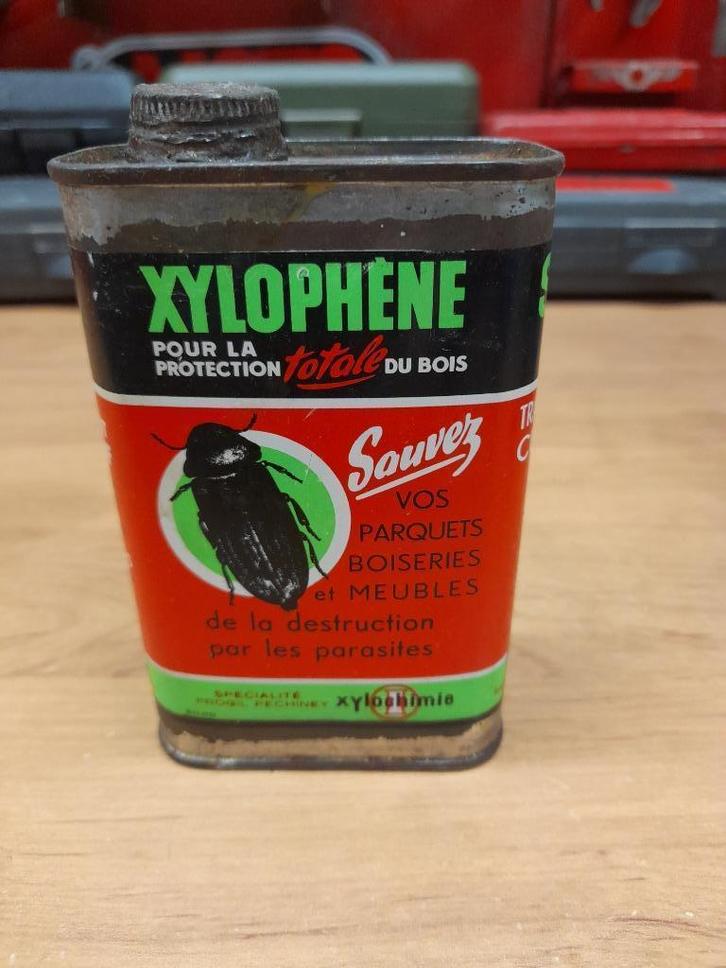 XYLOPHÈNE
POUR LA
PROTECTION totale DU BOIS
Sauvez
VOS
PARQUETS
BOISERIES
et MEUBLES
de la destruction
par les parasites
SPÉCIALITÉ
PROGIL PECHINEY xylochimie